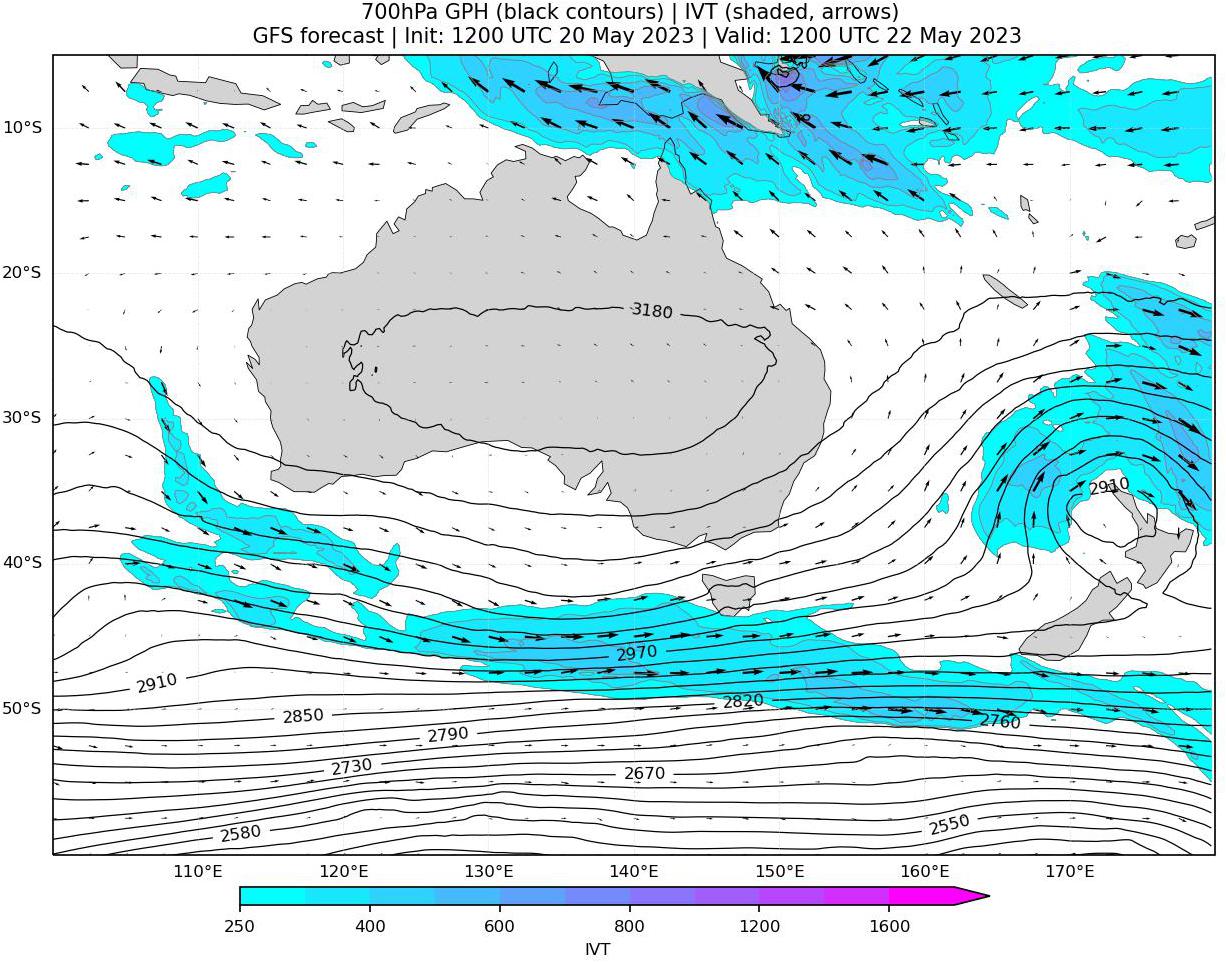 700hPa GPH (black contours) | IVT (shaded, arrows)
GFS forecast | Init: 1200 UTC 20 May 2023 | Valid: 1200 UTC 22 May 2023
10°S
20°S
3180
30°S
2910
40°S
2970
2910
2820
50°S
2850
2760
2790
2730
2670
2580
2550
110°E 120°E 130°E 140°E 150°E 160°E 170°E
250 400 600 800 1200 1600
IVT